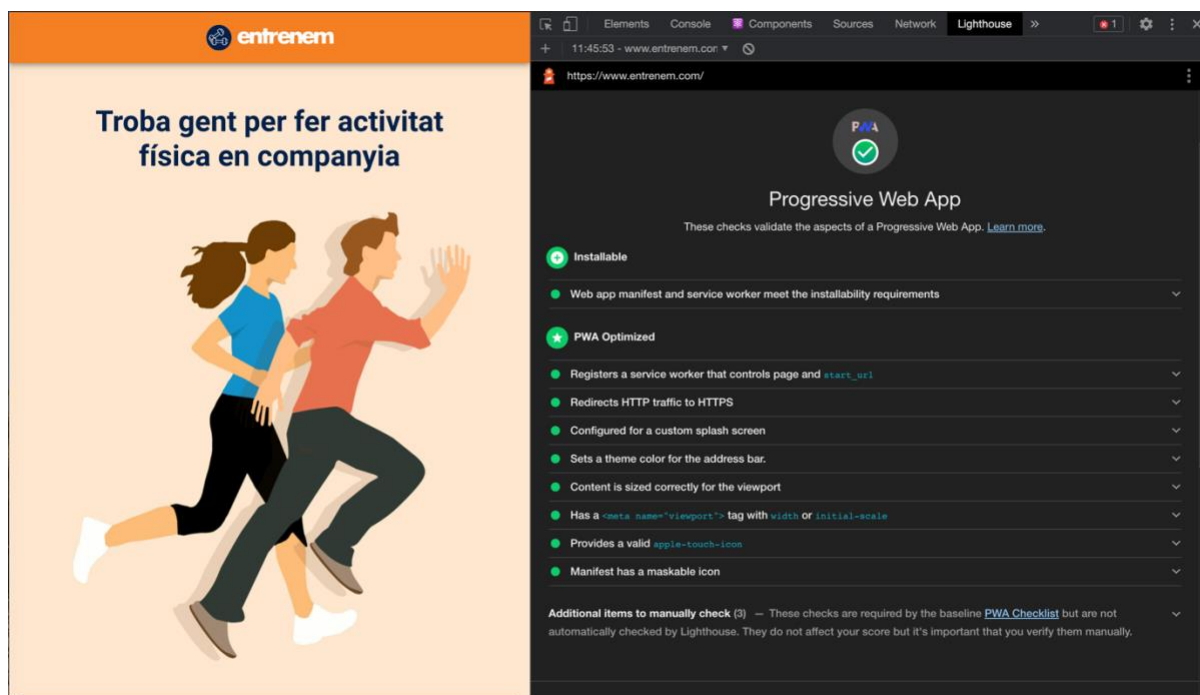 entrenem
Troba gent per fer activitat
física en companyia
Elements Console Components Sources Network Lighthouse » 1
+ 11:45:53 - www.entrenem.con
https://www.entrenem.com/
PWA
Progressive Web App
These checks validate the aspects of a Progressive Web App. Learn more.
Installable
Web app manifest and service worker meet the installability requirements
PWA Optimized
Registers a service worker that controls page and start_url
Redirects HTTP traffic to HTTPS
Configured for a custom splash screen
Sets a theme color for the address bar.
Content is sized correctly for the viewport
Has a <meta name="viewport"> tag with width or initial-scale
Provides a valid apple-touch-icon
Manifest has a maskable icon
Additional items to manually check (3) — These checks are required by the baseline PWA Checklist but are not
automatically checked by Lighthouse. They do not affect your score but it's important that you verify them manually.